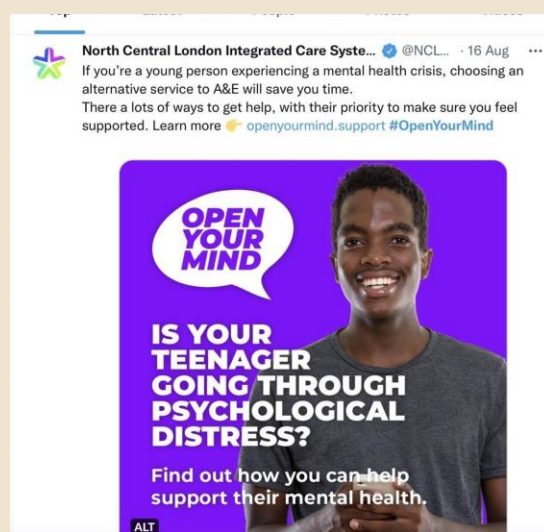 North Central London Integrated Care Syste... @NCL... · 16 Aug ...
If you're a young person experiencing a mental health crisis, choosing an
alternative service to A&E will save you time.
There a lots of ways to get help, with their priority to make sure you feel
supported. Learn more 👉 openyourmind.support #OpenYourMind
OPEN
YOUR
MIND
IS YOUR
TEENAGER
GOING THROUGH
PSYCHOLOGICAL
DISTRESS?
Find out how you can help
support their mental health.
ALT